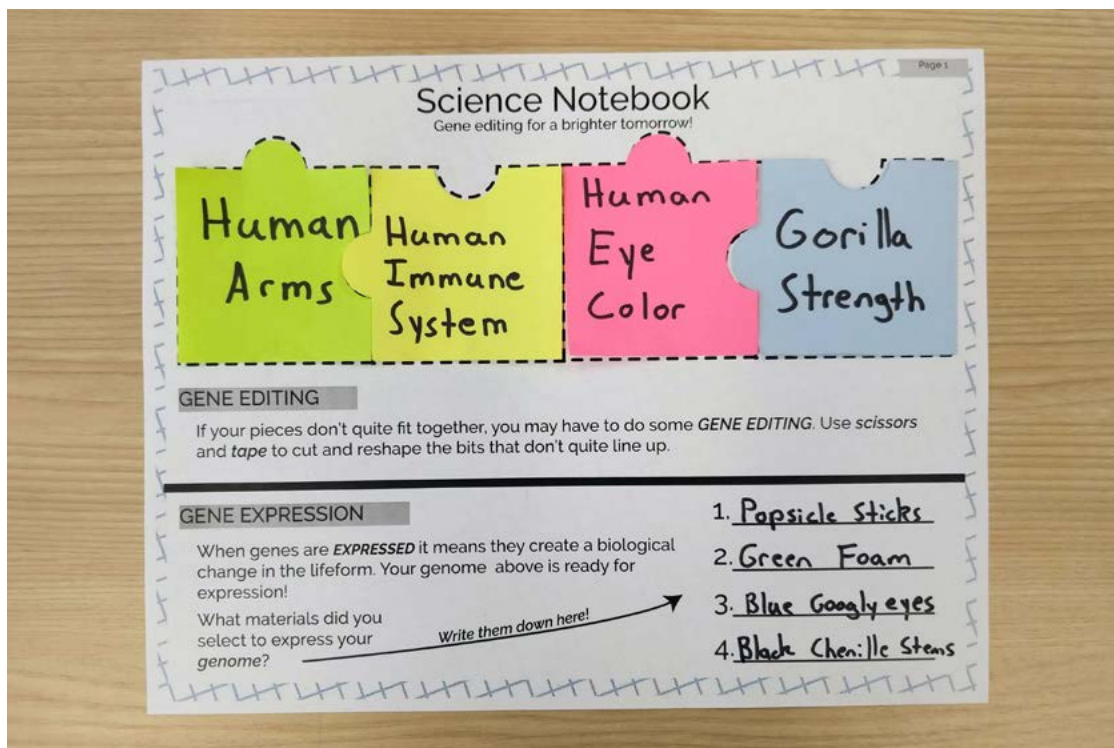 Page 1
Science Notebook
Gene editing for a brighter tomorrow!
Human
Arms
Human
Immune
System
Human
Eye
Color
Gorilla
Strength
GENE EDITING
If your pieces don't quite fit together, you may have to do some GENE EDITING. Use scissors
and tape to cut and reshape the bits that don't quite line up.
GENE EXPRESSION
When genes are EXPRESSED it means they create a biological
change in the lifeform. Your genome above is ready for
expression!
What materials did you
select to express your
genome?
Write them down here!
1. Popsicle Sticks
2. Green Foam
3. Blue Googly eyes
4. Black Chenille Stems